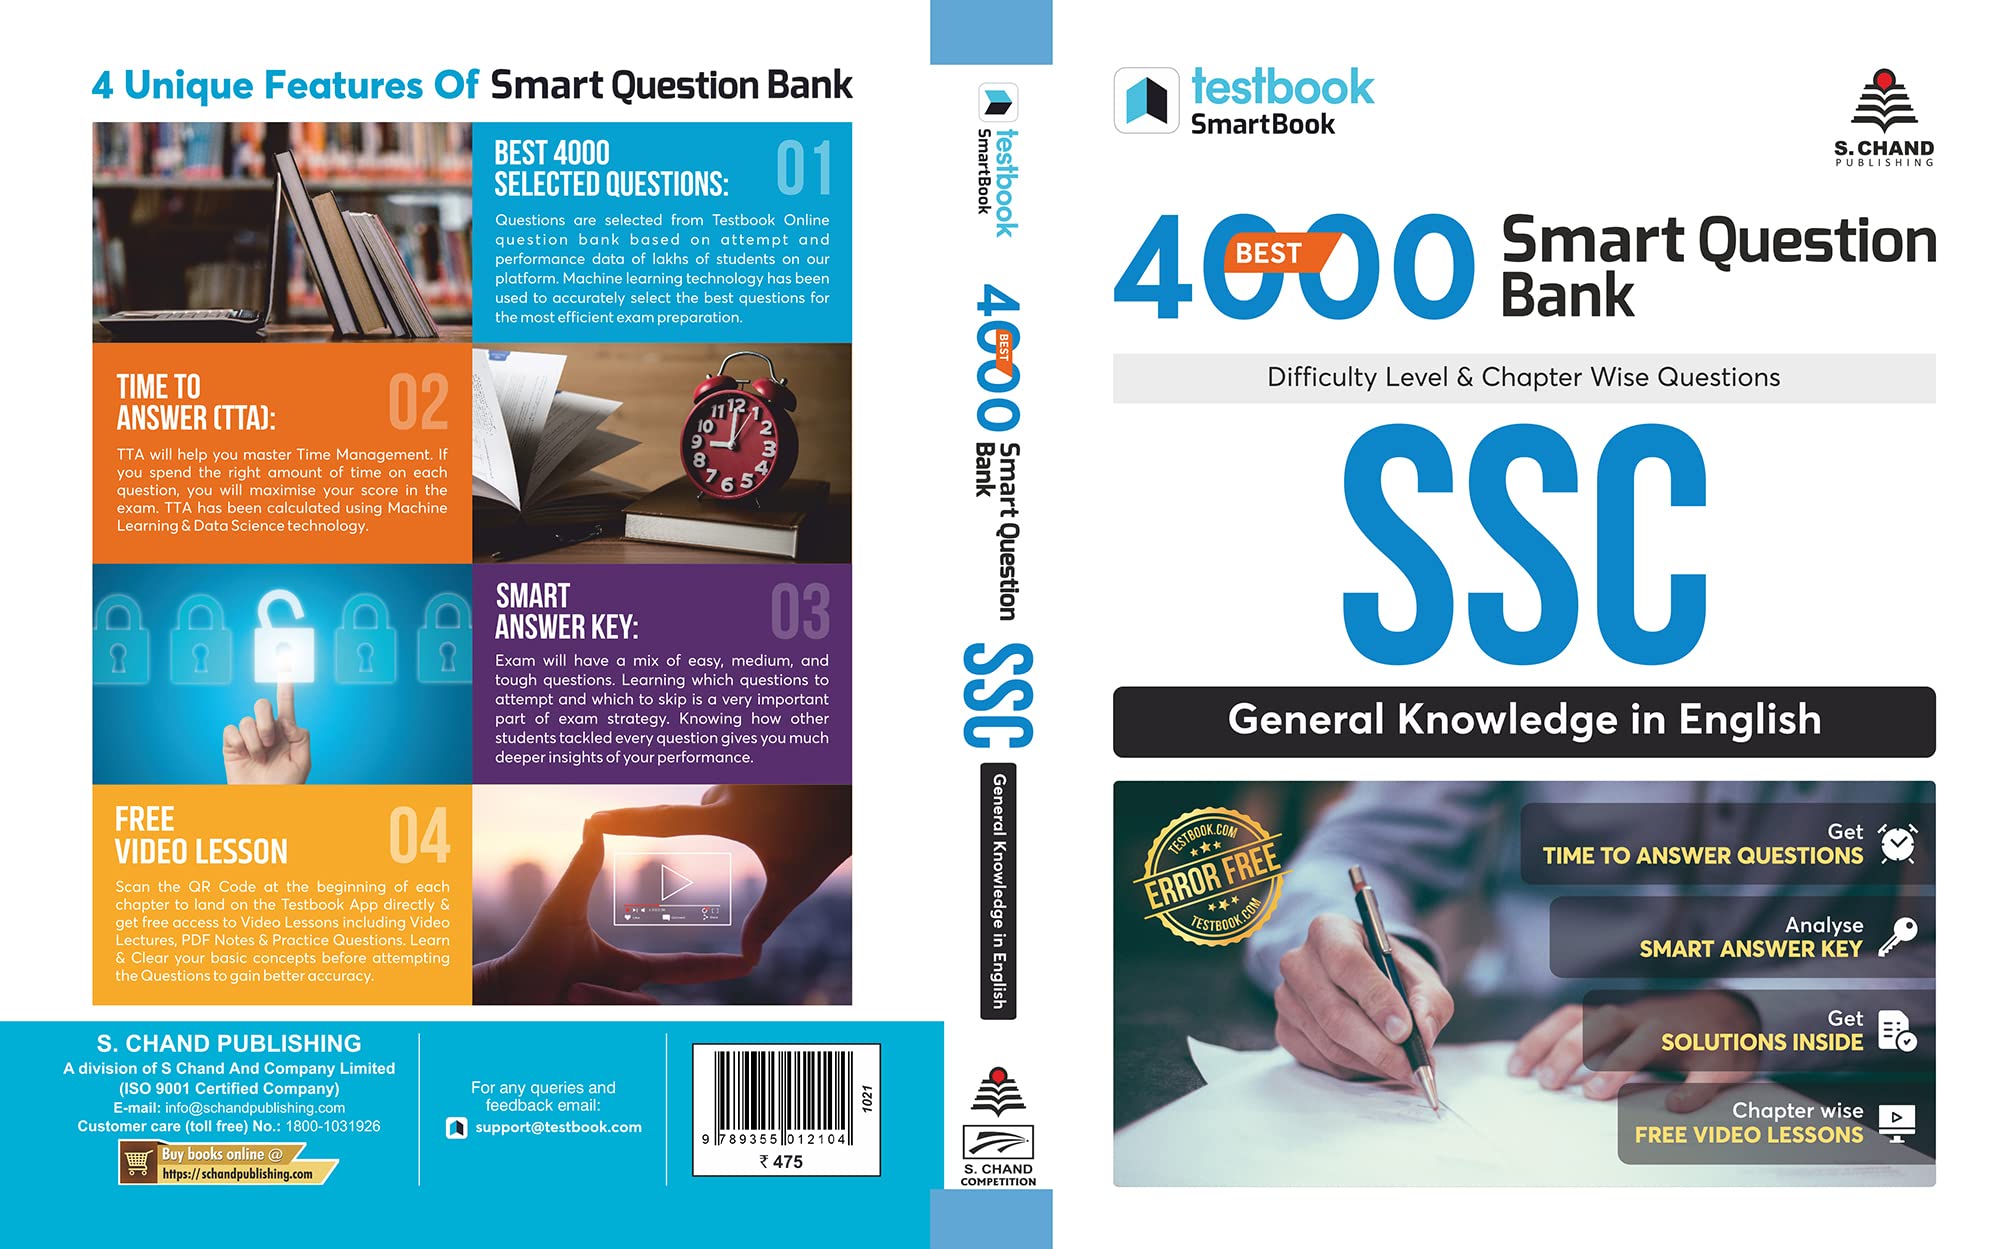 4 Unique Features Of Smart Question Bank
BEST 4000
SELECTED QUESTIONS:
01
Questions are selected from Testbook Online
question bank based on attempt and
performance data of lakhs of students on our
platform. Machine learning technology has been
used to accurately select the best questions for
the most efficient exam preparation.
TIME TO
ANSWER (TTA):
02
TTA will help you master Time Management. If
you spend the right amount of time on each
question, you will maximise your score in the
exam. TTA has been calculated using Machine
Learning & Data Science technology.
12
1
2
3
4
5
6
7
8
9
10
11
SMART
ANSWER KEY:
03
Exam will have a mix of easy, medium, and
tough questions. Learning which questions to
attempt and which to skip is a very important
part of exam strategy. Knowing how other
students tackled every question gives you much
deeper insights of your performance.
FREE
VIDEO LESSON
04
Scan the QR Code at the beginning of each
chapter to land on the Testbook App directly &
get free access to Video Lessons including Video
Lectures, PDF Notes & Practice Questions. Learn
& Clear your basic concepts before attempting
the Questions to gain better accuracy.
S. CHAND PUBLISHING
A division of S Chand And Company Limited
(ISO 9001 Certified Company)
E-mail: info@schandpublishing.com
Customer care (toll free) No.: 1800-1031926
Buy books online @
https://schandpublishing.com
For any queries and
feedback email:
support@testbook.com
9 789355 012104
₹ 475
1021
testbook
SmartBook
4000
BEST
Smart Question
Bank
SSC
General Knowledge in English
S. CHAND
COMPETITION
testbook
SmartBook
S. CHAND
PUBLISHING
4000
BEST
Smart Question
Bank
Difficulty Level & Chapter Wise Questions
SSC
General Knowledge in English
TESTBOOK.COM
ERROR FREE
TESTBOOK.COM
Get
TIME TO ANSWER QUESTIONS
Analyse
SMART ANSWER KEY
Get
SOLUTIONS INSIDE
Chapter wise
FREE VIDEO LESSONS